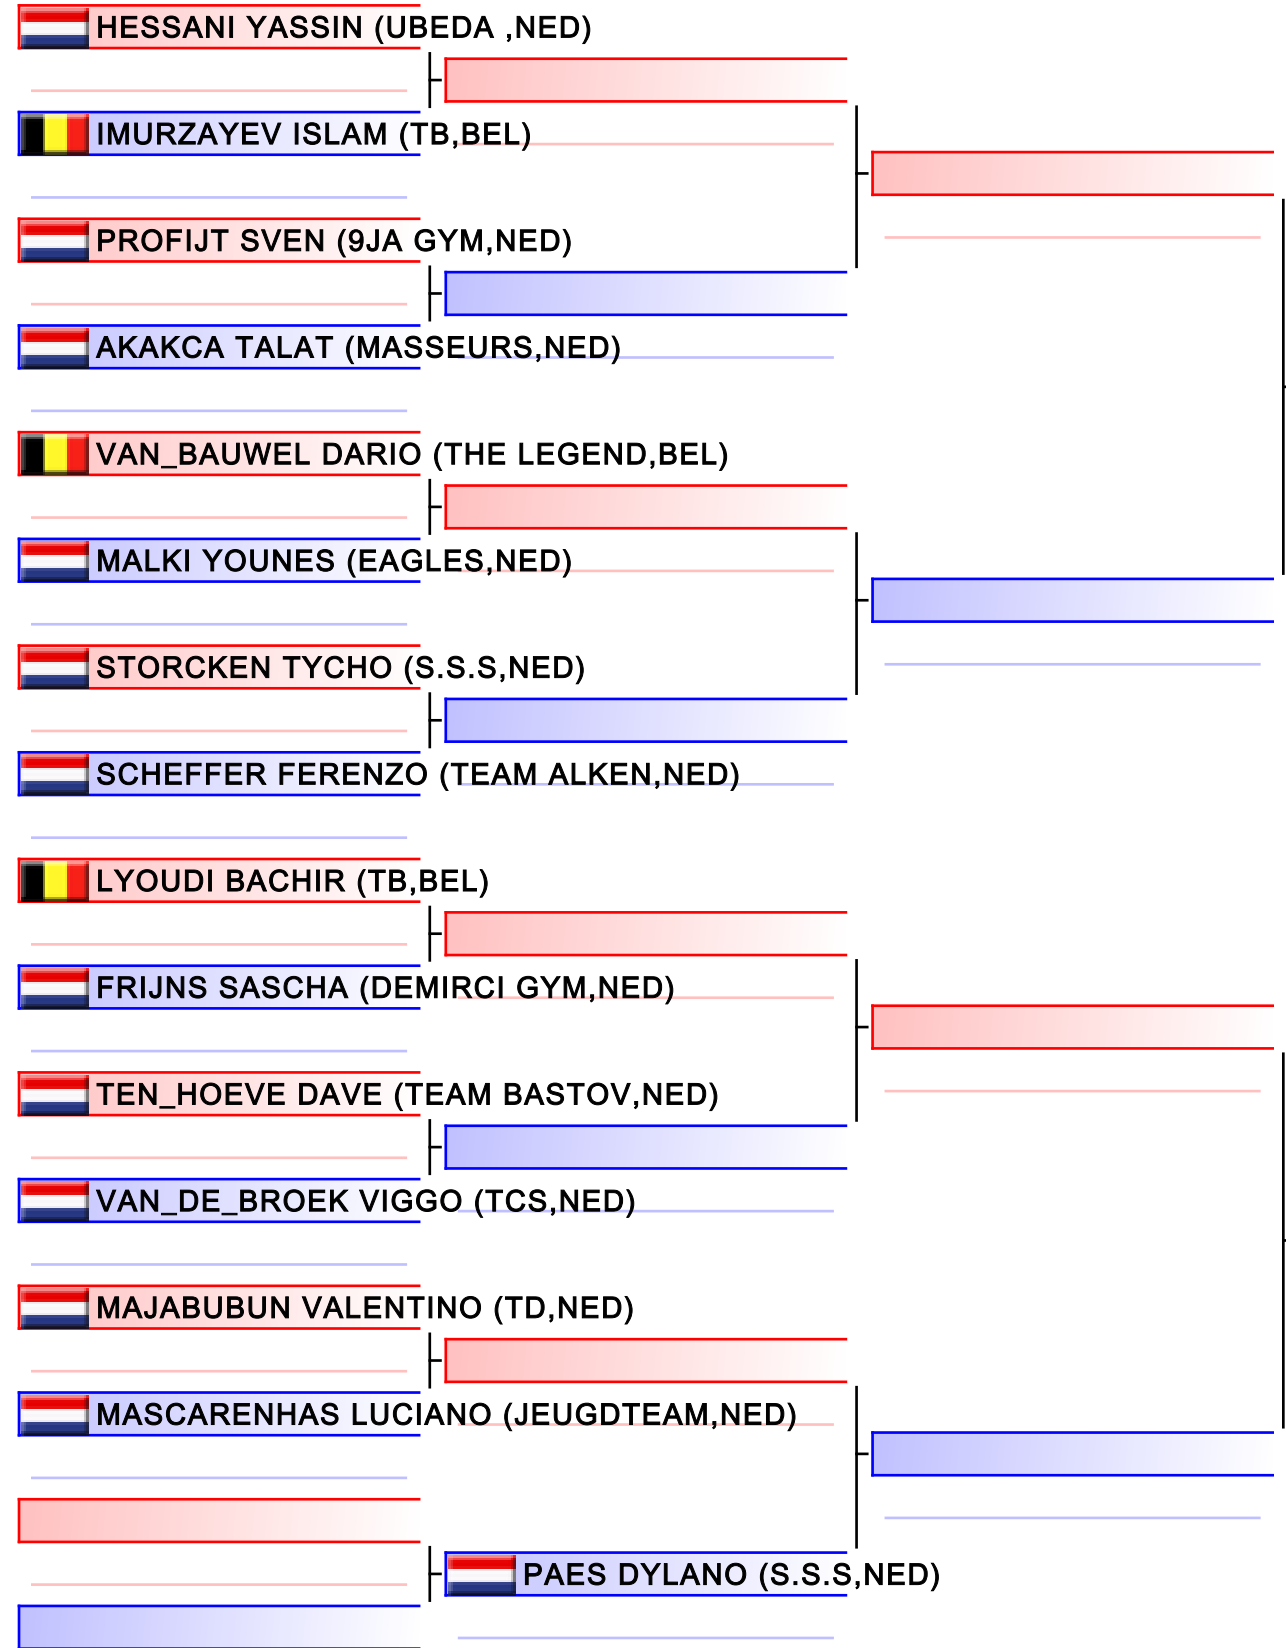 HESSANI YASSIN (UBEDA ,NED)
IMURZAYEV ISLAM (TB,BEL)
PROFIJT SVEN (9JA GYM,NED)
AKAKCA TALAT (MASSEURS,NED)
VAN_BAUWEL DARIO (THE LEGEND,BEL)
MALKI YOUNES (EAGLES,NED)
STORCKEN TYCHO (S.S.S,NED)
SCHEFFER FERENZO (TEAM ALKEN,NED)
LYOUDI BACHIR (TB,BEL)
FRIJNS SASCHA (DEMIRCI GYM,NED)
TEN_HOEVE DAVE (TEAM BASTOV,NED)
VAN_DE_BROEK VIGGO (TCS,NED)
MAJABUBUN VALENTINO (TD,NED)
MASCARENHAS LUCIANO (JEUGDTEAM,NED)
PAES DYLANO (S.S.S,NED)